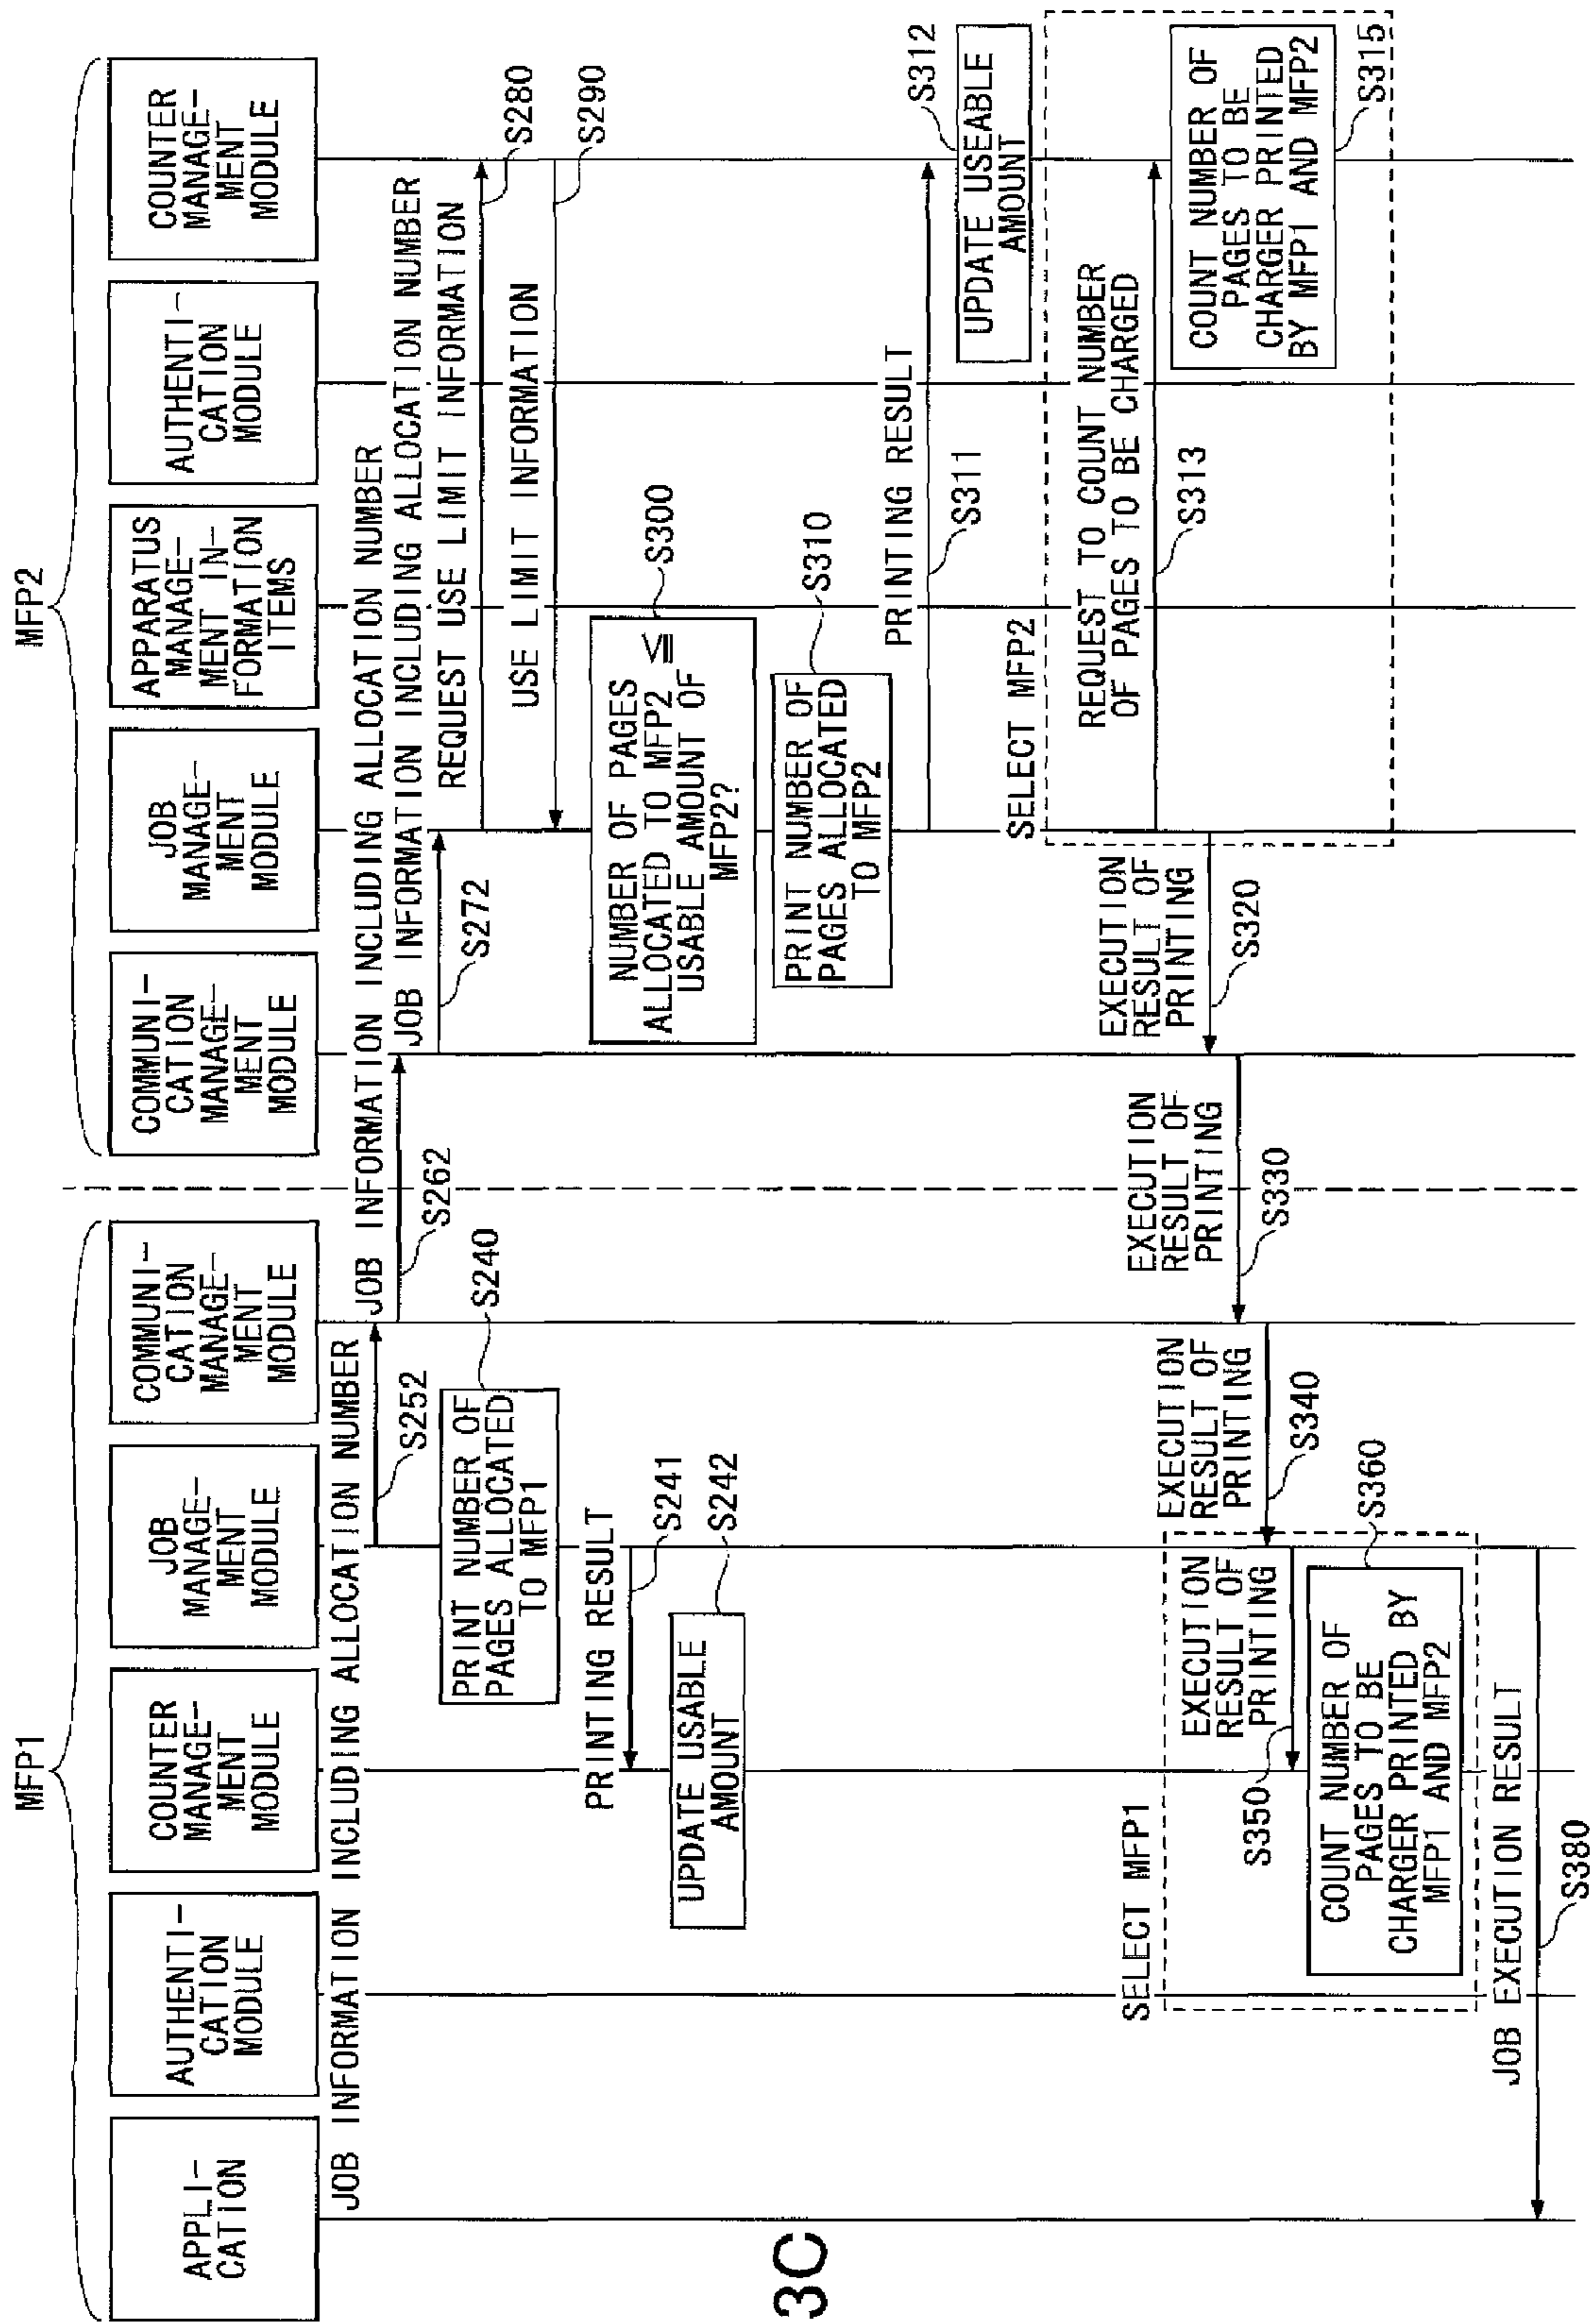 3C
MFP1
MFP2
APPLI-
CATION
AUTHENTI-
CATION
MODULE
COUNTER
MANAGE-
MENT
MODULE
JOB
MANAGE-
MENT
MODULE
COMMUNI-
CATION
MANAGE-
MENT
MODULE
COMMUNI-
CATION
MANAGE-
MENT
MODULE
JOB
MANAGE-
MENT
MODULE
APPARATUS
MANAGE-
MENT IN-
FORMATION
ITEMS
AUTHENTI-
CATION
MODULE
COUNTER
MANAGE-
MENT
MODULE
JOB INFORMATION INCLUDING ALLOCATION NUMBER
S252
JOB INFORMATION INCLUDING ALLOCATION NUMBER
S262
JOB INFORMATION INCLUDING ALLOCATION NUMBER
S272
REQUEST USE LIMIT INFORMATION
S280
USE LIMIT INFORMATION
S290
S240
PRINT NUMBER OF
PAGES ALLOCATED
TO MFP1
PRINTING RESULT
S241
S242
UPDATE USABLE
AMOUNT
S300
NUMBER OF PAGES
ALLOCATED TO MFP2 ≦
USABLE AMOUNT OF
MFP2?
S310
PRINT NUMBER OF
PAGES ALLOCATED
TO MFP2
PRINTING RESULT
S311
S312
UPDATE USEABLE
AMOUNT
SELECT MFP2
REQUEST TO COUNT NUMBER
OF PAGES TO BE CHARGED
S313
COUNT NUMBER OF
PAGES TO BE
CHARGER PRINTED
BY MFP1 AND MFP2
S315
EXECUTION
RESULT OF
PRINTING
S320
EXECUTION
RESULT OF
PRINTING
S330
EXECUTION
RESULT OF
PRINTING
S340
SELECT MFP1
EXECUTION
RESULT OF
PRINTING
S350
S360
COUNT NUMBER OF
PAGES TO BE
CHARGER PRINTED BY
MFP1 AND MFP2
JOB EXECUTION RESULT
S380